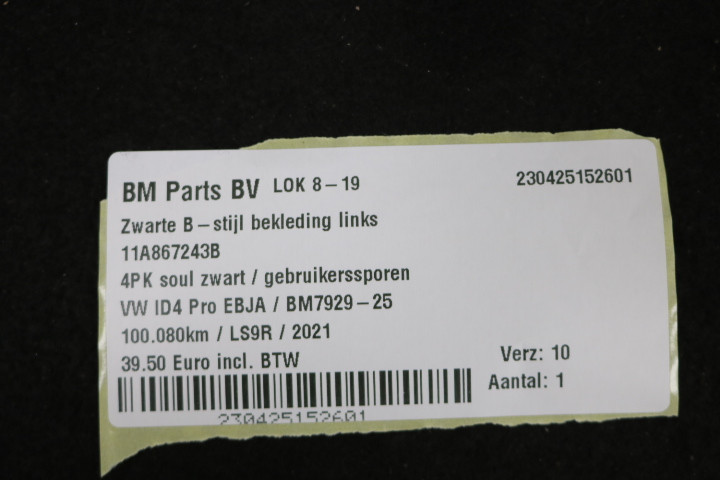 BM Parts BV LOK 8-19 230425152601
Zwarte B-stijl bekleding links
11A867243B
4PK soul zwart / gebruikerssporen
VW ID4 Pro EBJA / BM7929-25
100.080km / LS9R / 2021
39.50 Euro incl. BTW Verz: 10
Aantal: 1
230425152601